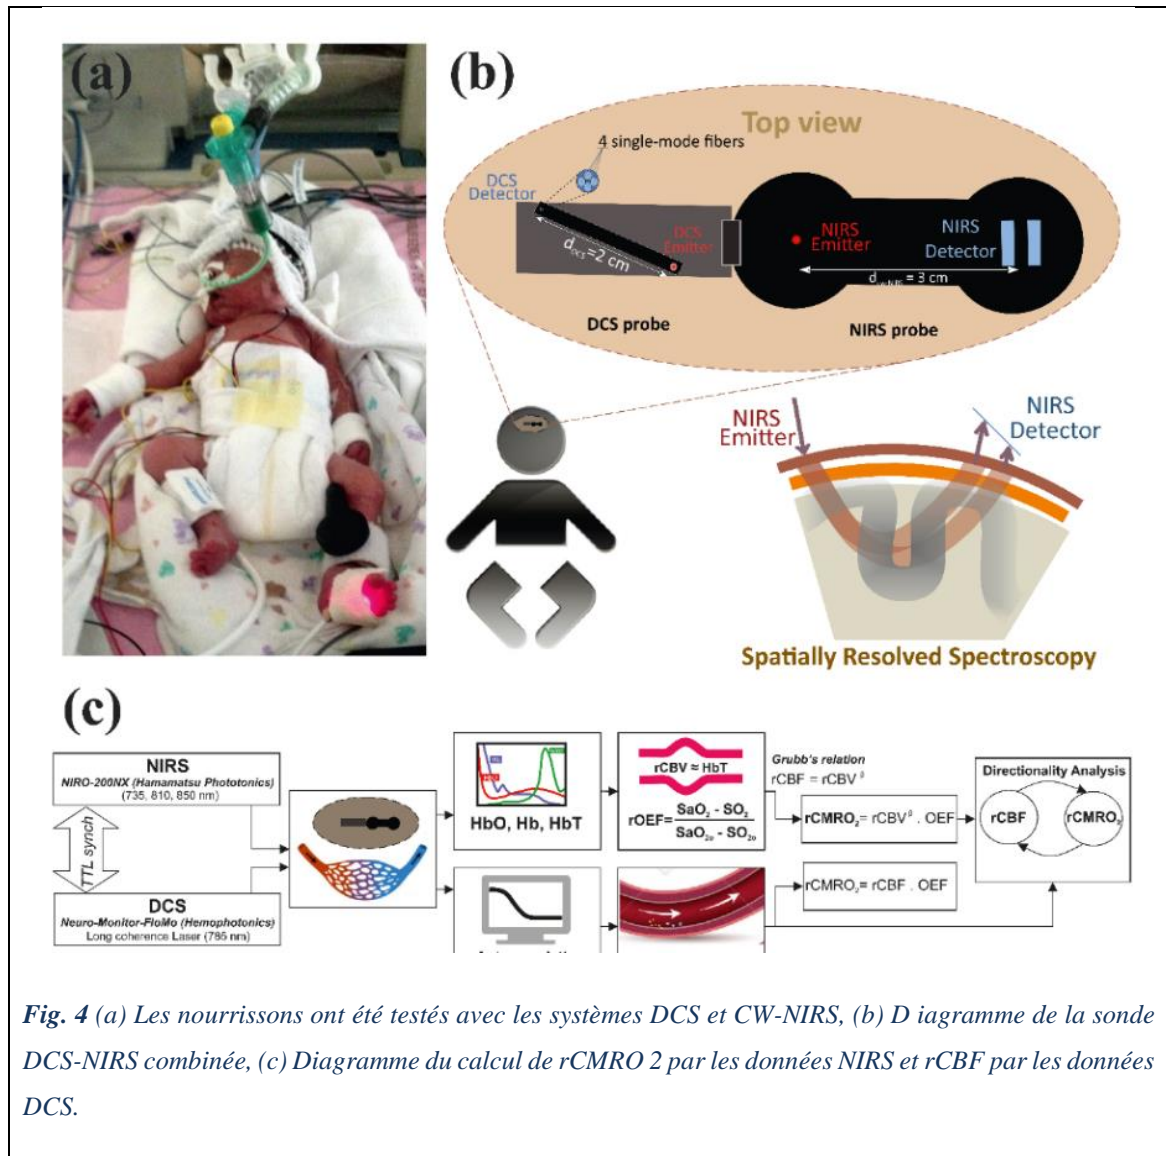 (a)
(b)
Top view
4 single-mode fibers
DCS
Detector
DCS
Emitter
dDCS=2 cm
NIRS
Emitter
NIRS
Detector
= 3 cm
DCS probe
NIRS probe
NIRS
Emitter
NIRS
Detector
Spatially Resolved Spectroscopy
(c)
NIRS
NIRO-200NX (Hamamatsu Phototonics)
(735, 810, 850 nm)
TTL synch
DCS
Neuro-Monitor-FloMo (Hemophotonics)
Long coherence Laser (785 nm)
HbO, Hb, HbT
rCBV ≈ HbT
rOEF= SaO2 - SO2
SaO2o - SO2o
Grubb's relation
rCBF = rCBV β
rCMRO2= rCBV β . OEF
rCMRO2= rCBF . OEF
Directionality Analysis
rCBF
rCMRO2
Fig. 4 (a) Les nourrissons ont été testés avec les systèmes DCS et CW-NIRS, (b) D iagramme de la sonde
DCS-NIRS combinée, (c) Diagramme du calcul de rCMRO 2 par les données NIRS et rCBF par les données
DCS.